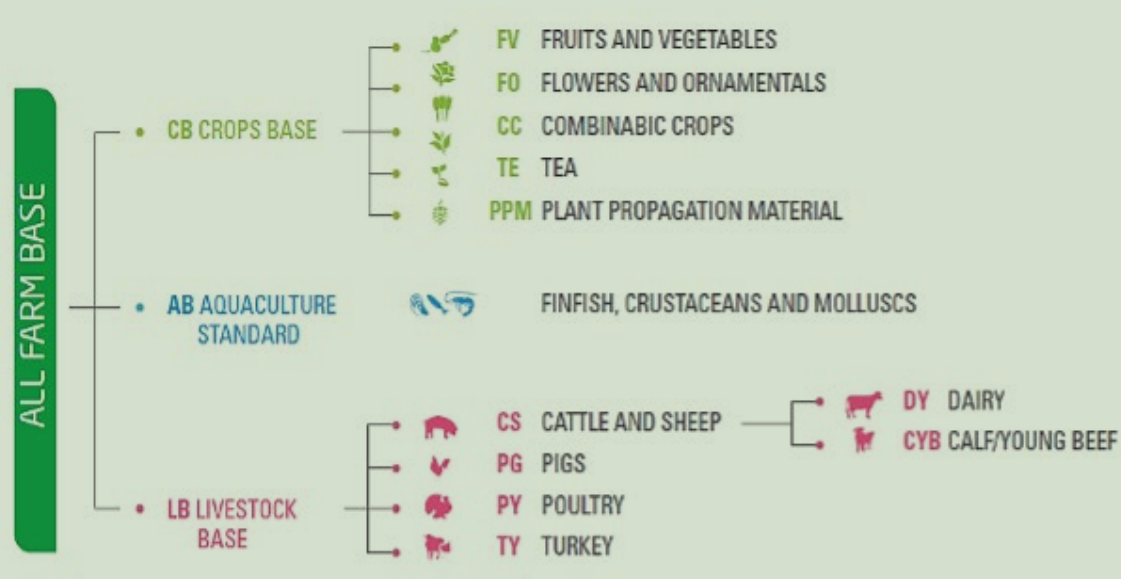 ALL FARM BASE
CB CROPS BASE
FV FRUITS AND VEGETABLES
FO FLOWERS AND ORNAMENTALS
CC COMBINABIC CROPS
TE TEA
PPM PLANT PROPAGATION MATERIAL
AB AQUACULTURE
STANDARD
FINFISH, CRUSTACEANS AND MOLLUSCS
LB LIVESTOCK
BASE
CS CATTLE AND SHEEP
DY DAIRY
CYB CALF/YOUNG BEEF
PG PIGS
PY POULTRY
TY TURKEY